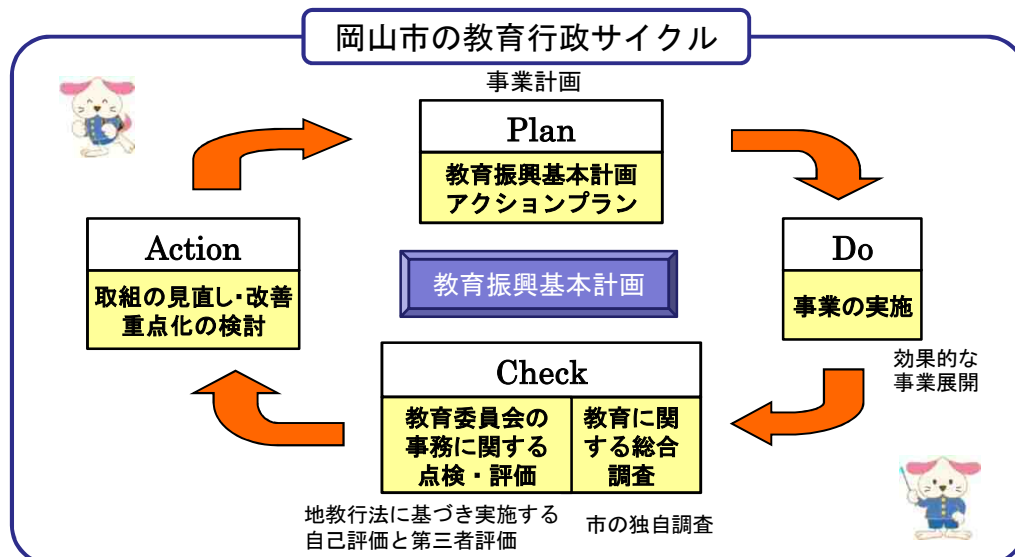 岡山市の教育行政サイクル
事業計画
Plan
教育振興基本計画
アクションプラン
Do
事業の実施
効果的な
事業展開
教育振興基本計画
Check
教育委員会の
事務に関する
点検・評価
教育に関
する総合
調査
地教行法に基づき実施する
自己評価と第三者評価
市の独自調査
Action
取組の見直し・改善
重点化の検討